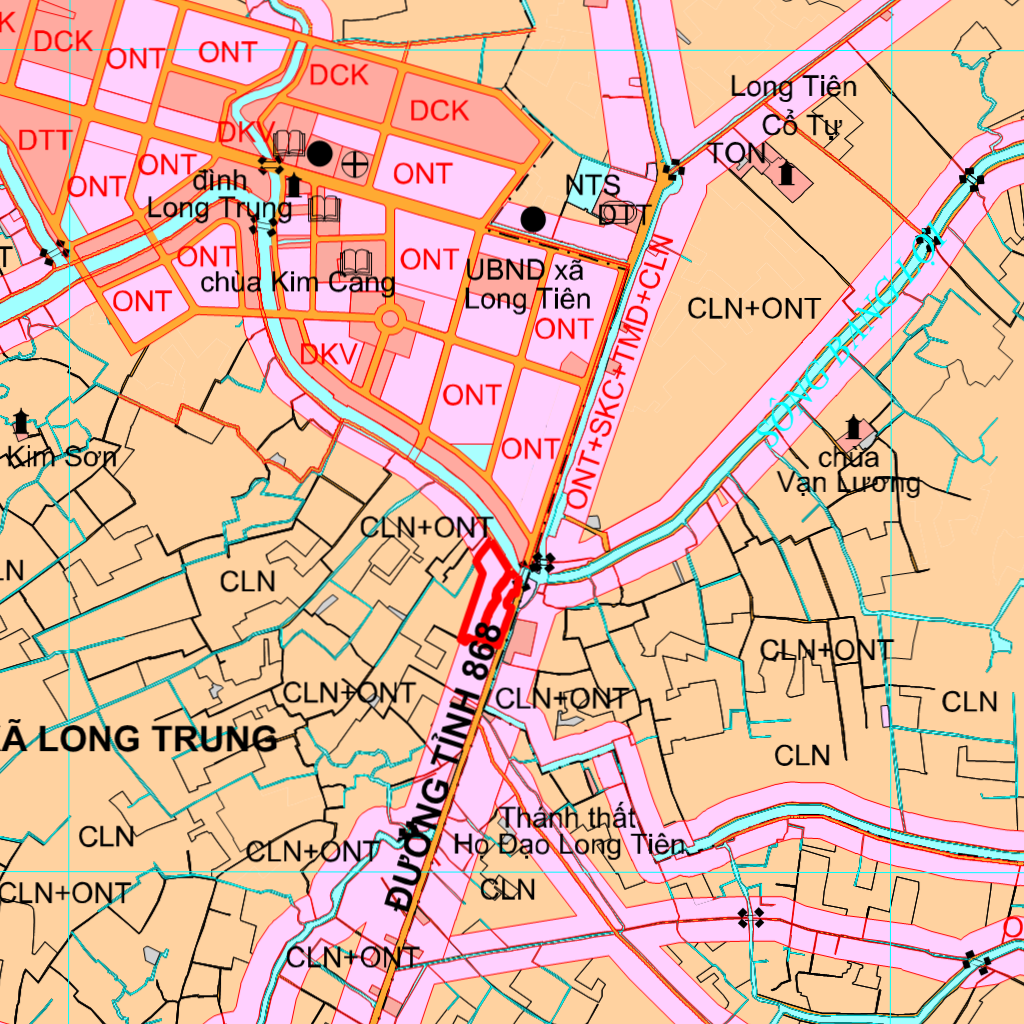 K
DCK
ONT
ONT
DCK
DCK
Long Tiên
Cổ Tự
DTT
DKV
TON
ONT
ONT
ONT
đình
Long Trung
NTS
DTT
T
ONT
ONT
chùa Kim Cang
UBND xã
Long Tiên
ONT
ONT
CLN+ONT
DKV
ONT
ONT
ONT+SKC+TMD+CLN
Kim Sơn
chùa
Vạn Lương
CLN+ONT
LN
CLN
ĐƯỜNG TỈNH 868
CLN+ONT
CLN+ONT
CLN+ONT
CLN
XÃ LONG TRUNG
CLN
Thánh thất
Họ Đạo Long Tiên
CLN
CLN+ONT
CLN
CLN+ONT
CLN+ONT
O